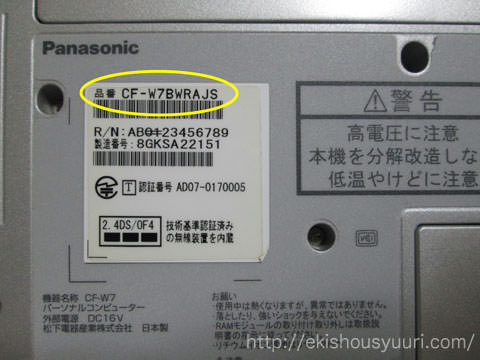 Panasonic
品番 CF-W7BWRAJS
R/N: AB0123456789
製造番号: 8GKSA22151
T 認証番号 AD07-0170005
2.4DS/OF4
技術基準認証済み
の無線装置を内蔵
⚠警告
高電圧に注意
本機を分解改造しな
低温やけどに注意
機器名称 CF-W7
パーソナルコンピューター
外部電源 DC16V
松下電器産業株式会社 日本製
お願い
・使用中は熱くなりますが、異常ではありません。
・落としたり、強いショックを与えないでください。
・RAMモジュールの取り付け取り外しは取扱説
明書の
・リチウム
http://ekishousyuuri.com/